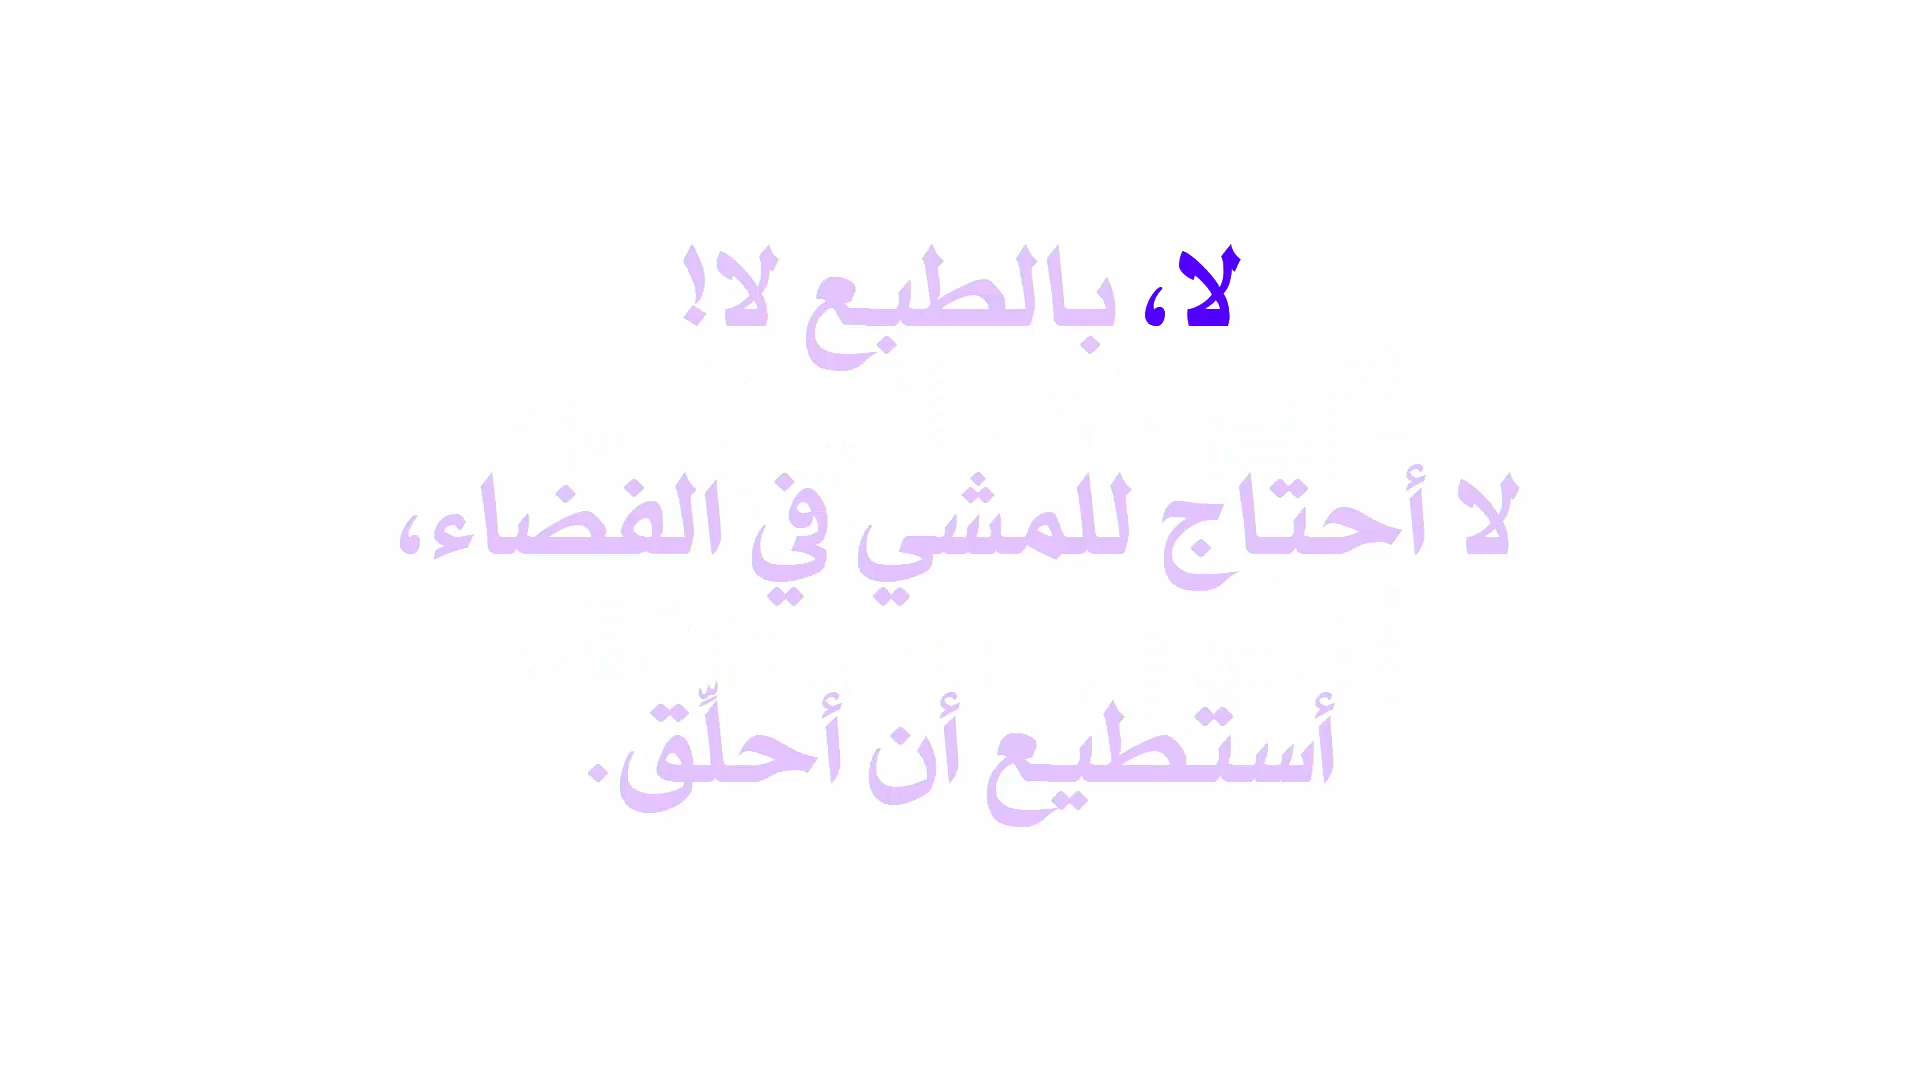 لا، بالطبع لا!
لا أحتاج للمشي في الفضاء،
أستطيع أن أحلِّق.